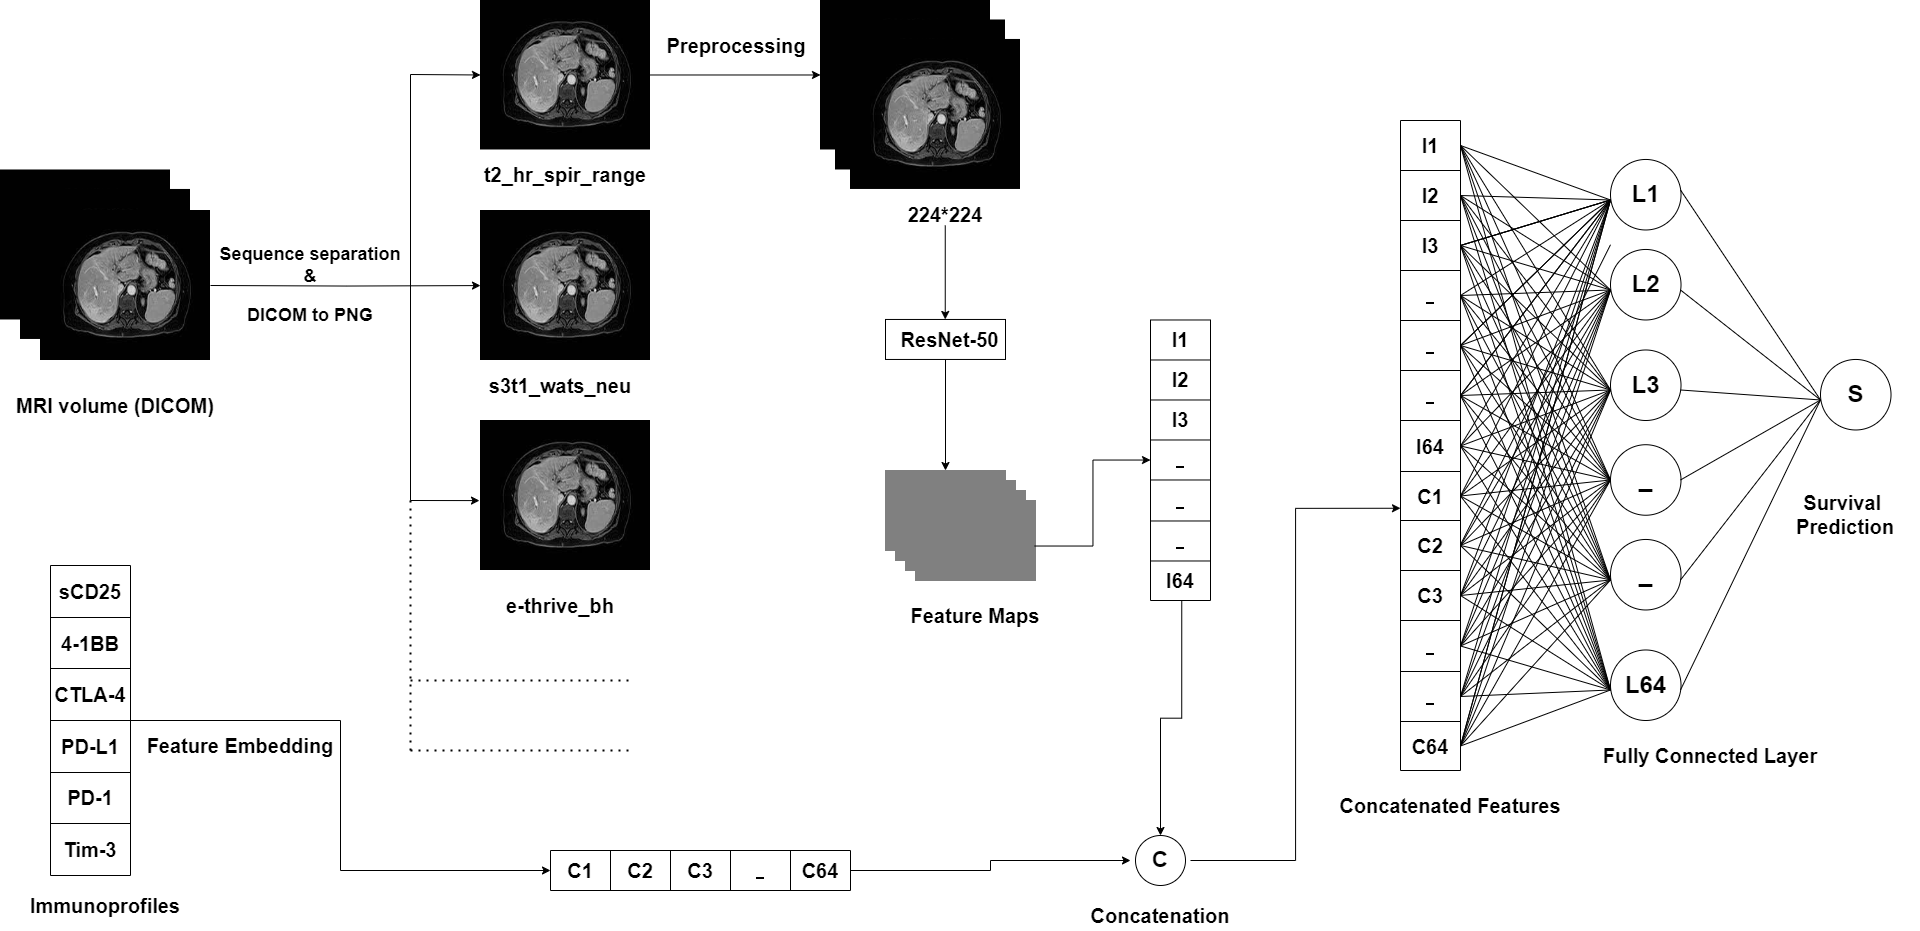 Preprocessing
t2_hr_spir_range
224*224
Sequence separation
&
DICOM to PNG
MRI volume (DICOM)
s3t1_wats_neu
e-thrive_bh
ResNet-50
Feature Maps
I1
I2
I3
_
_
_
I64
sCD25
4-1BB
CTLA-4
PD-L1
PD-1
Tim-3
Immunoprofiles
Feature Embedding
C1 C2 C3 _ C64
C
Concatenation
I1
I2
I3
_
_
_
I64
C1
C2
C3
_
_
C64
Concatenated Features
L1
L2
L3
_
_
L64
Fully Connected Layer
S
Survival
Prediction